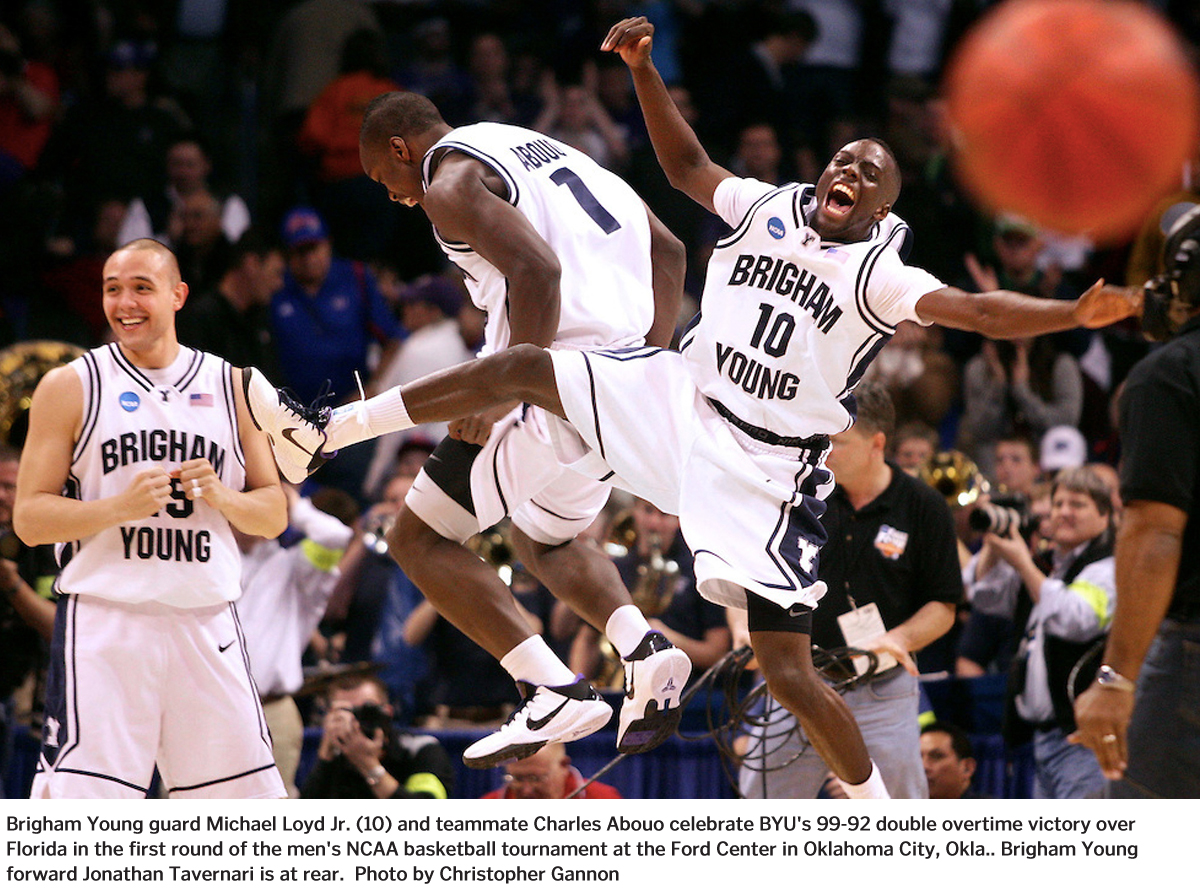 ABOUO
1
NCAA
Y
BRIGHAM
10
YOUNG
Y
NCAA
Y
BRIGHAM
45
YOUNG
Brigham Young guard Michael Loyd Jr. (10) and teammate Charles Abouo celebrate BYU's 99-92 double overtime victory over
Florida in the first round of the men's NCAA basketball tournament at the Ford Center in Oklahoma City, Okla.. Brigham Young
forward Jonathan Tavernari is at rear.  Photo by Christopher Gannon